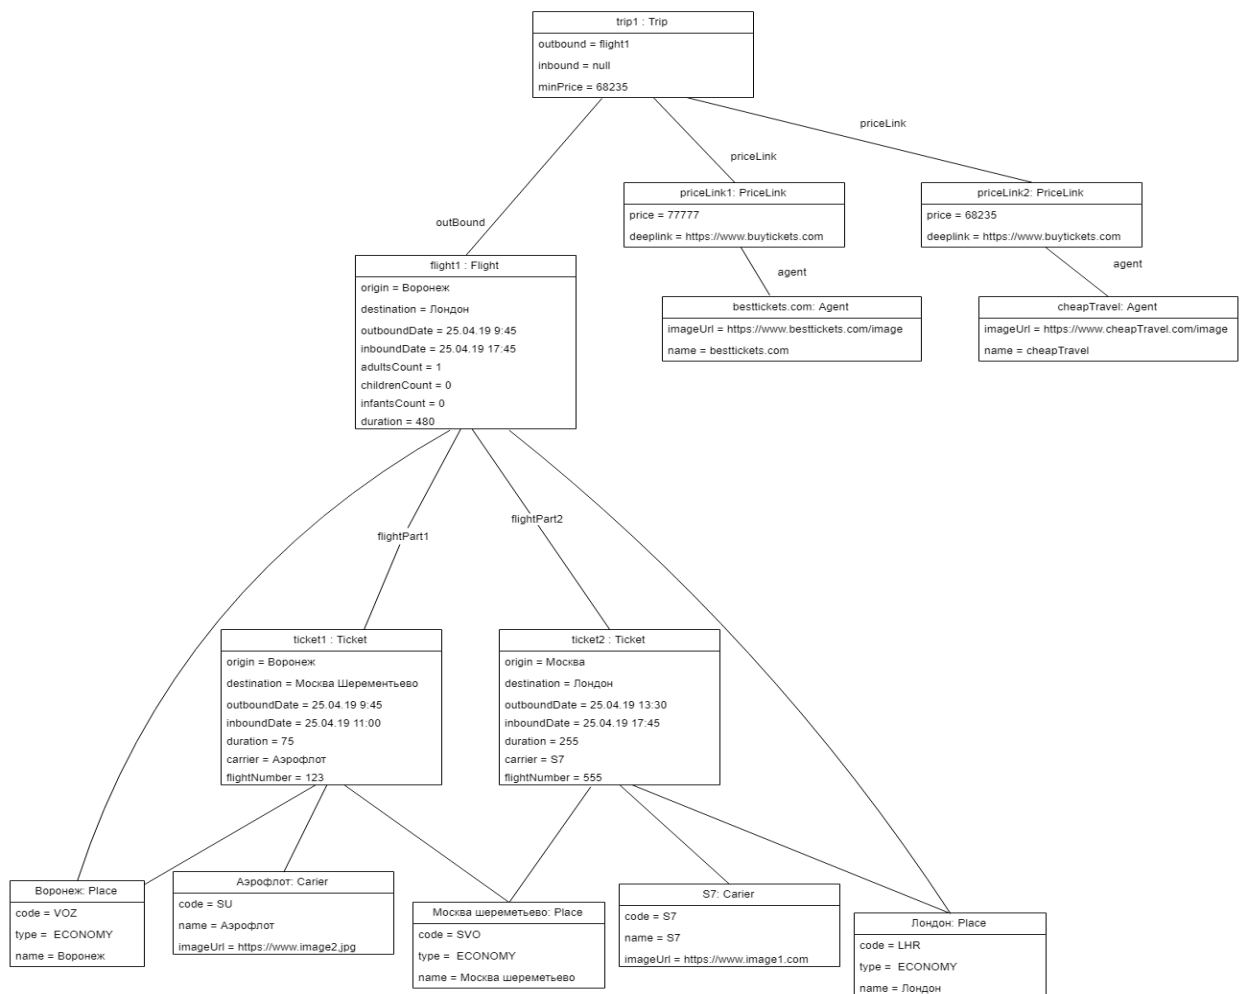 trip1 : Trip
outbound = flight1
inbound = null
minPrice = 68235
priceLink
priceLink
outBound
priceLink1: PriceLink
price = 77777
deeplink = https://www.buytickets.com
priceLink2: PriceLink
price = 68235
deeplink = https://www.buytickets.com
agent
agent
flight1 : Flight
origin = Воронеж
destination = Лондон
outboundDate = 25.04.19 9:45
inboundDate = 25.04.19 17:45
adultsCount = 1
childrenCount = 0
infantsCount = 0
duration = 480
besttickets.com: Agent
imageUrl = https://www.besttickets.com/image
name = besttickets.com
cheapTravel: Agent
imageUrl = https://www.cheapTravel.com/image
name = cheapTravel
flightPart1
flightPart2
ticket1 : Ticket
origin = Воронеж
destination = Москва Шерементьево
outboundDate = 25.04.19 9:45
inboundDate = 25.04.19 11:00
duration = 75
carrier = Аэрофлот
flightNumber = 123
ticket2 : Ticket
origin = Москва
destination = Лондон
outboundDate = 25.04.19 13:30
inboundDate = 25.04.19 17:45
duration = 255
carrier = S7
flightNumber = 555
Воронеж: Place
code = VOZ
type = ECONOMY
name = Воронеж
Аэрофлот: Carier
code = SU
name = Аэрофлот
imageUrl = https://www.image2.jpg
Москва шереметьево: Place
code = SVO
type = ECONOMY
name = Москва шереметьево
S7: Carier
code = S7
name = S7
imageUrl = https://www.image1.com
Лондон: Place
code = LHR
type = ECONOMY
name = Лондон